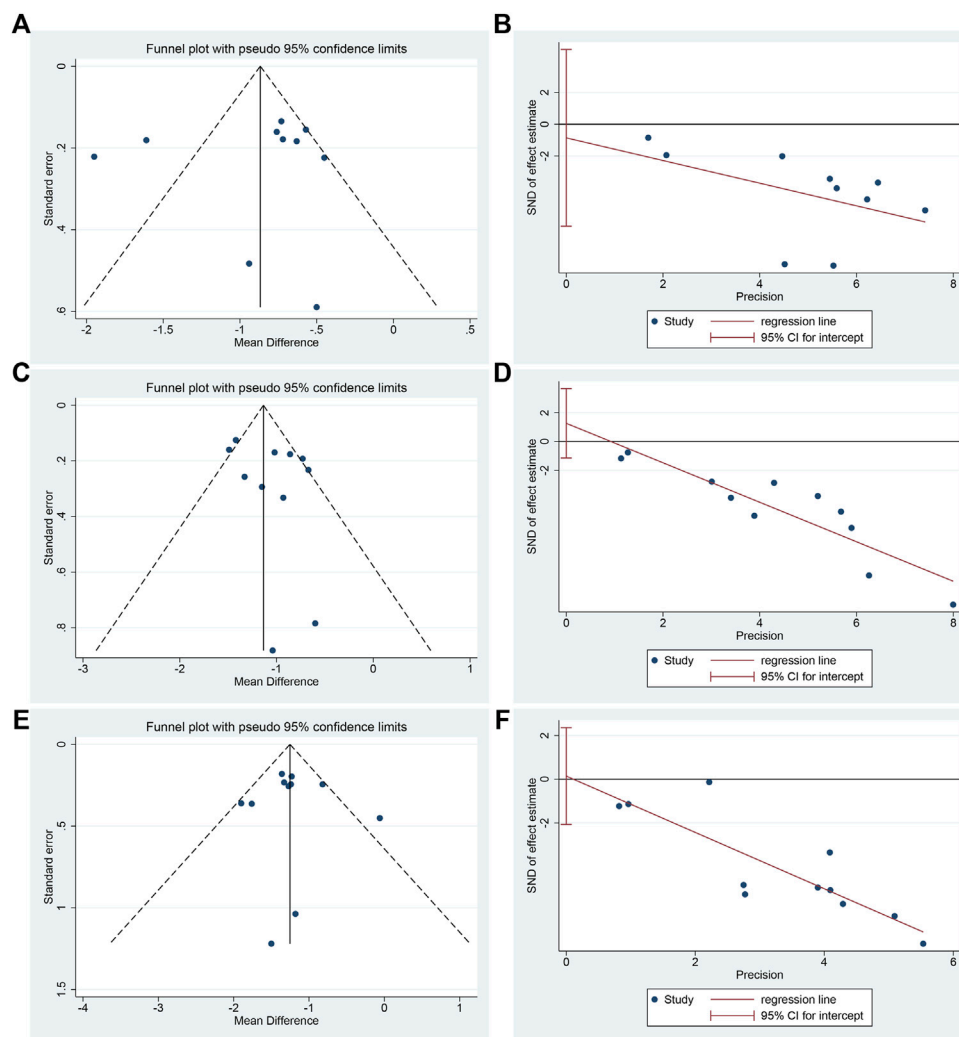 A
Funnel plot with pseudo 95% confidence limits
Standard error
0
.2
.4
.6
-2
-1.5
-1
-.5
0
.5
Mean Difference
B
SND of effect estimate
2
0
-2
0
2
4
6
8
Precision
Study
regression line
95% CI for intercept
C
Funnel plot with pseudo 95% confidence limits
Standard error
0
.2
.4
.6
.8
-3
-2
-1
0
1
Mean Difference
D
SND of effect estimate
2
0
-2
0
2
4
6
8
Precision
Study
regression line
95% CI for intercept
E
Funnel plot with pseudo 95% confidence limits
Standard error
0
.5
1
1.5
-4
-3
-2
-1
0
1
Mean Difference
F
SND of effect estimate
2
0
-2
0
2
4
6
Precision
Study
regression line
95% CI for intercept